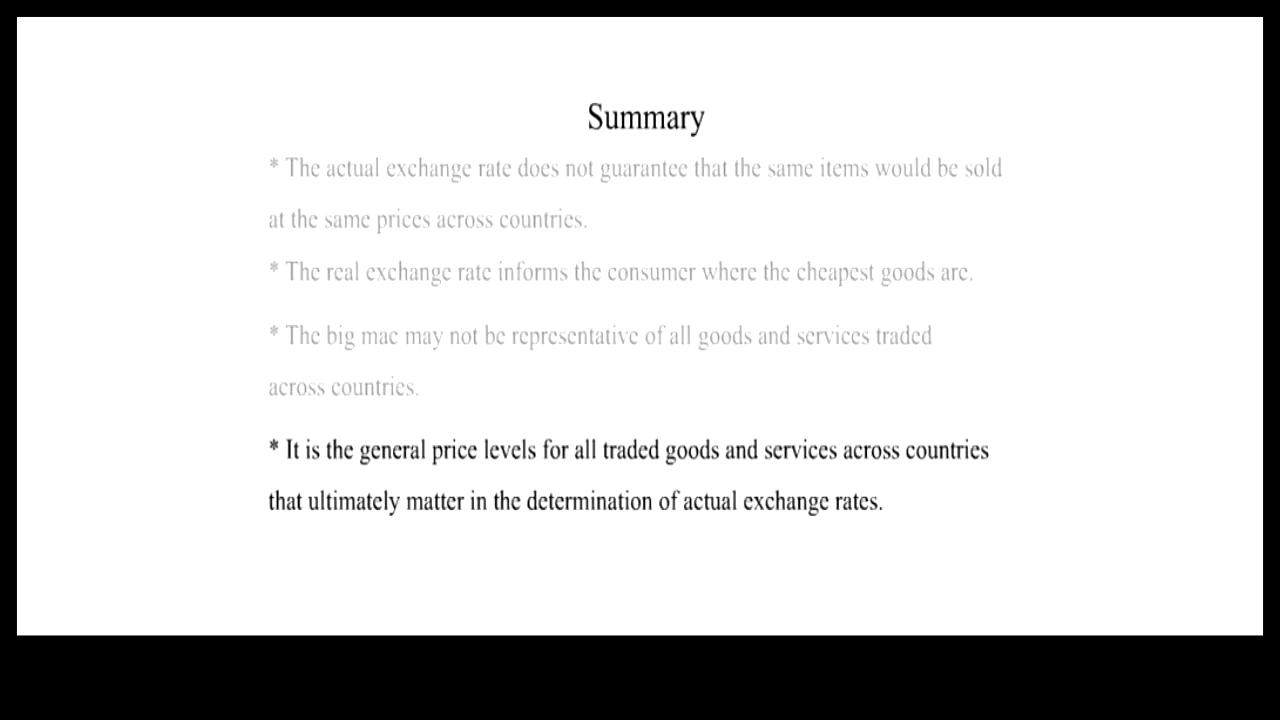 Summary
* The actual exchange rate does not guarantee that the same items would be sold
at the same prices across countries.
* The real exchange rate informs the consumer where the cheapest goods are.
* The big mac may not be representative of all goods and services traded
across countries.
* It is the general price levels for all traded goods and services across countries
that ultimately matter in the determination of actual exchange rates.